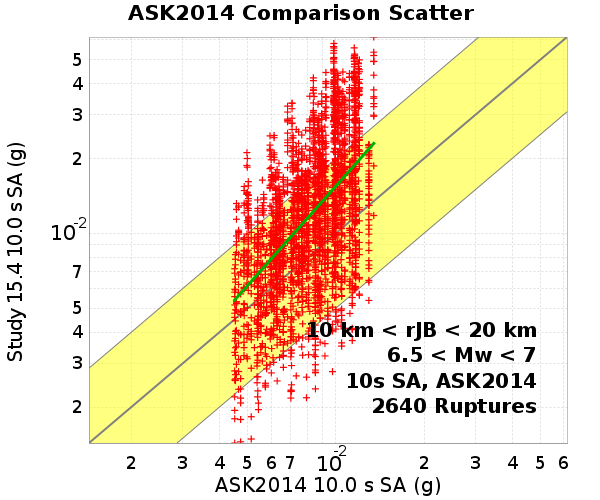 ASK2014 Comparison Scatter
5
4
3
2
10-2
7
5
4
3
2
Study 15.4 10.0 s SA (g)
10 km < rJB < 20 km
6.5 < Mw < 7
10s SA, ASK2014
2640 Ruptures
2 3 4 5 6 7 10-2 2 3 4 5 6
ASK2014 10.0 s SA (g)